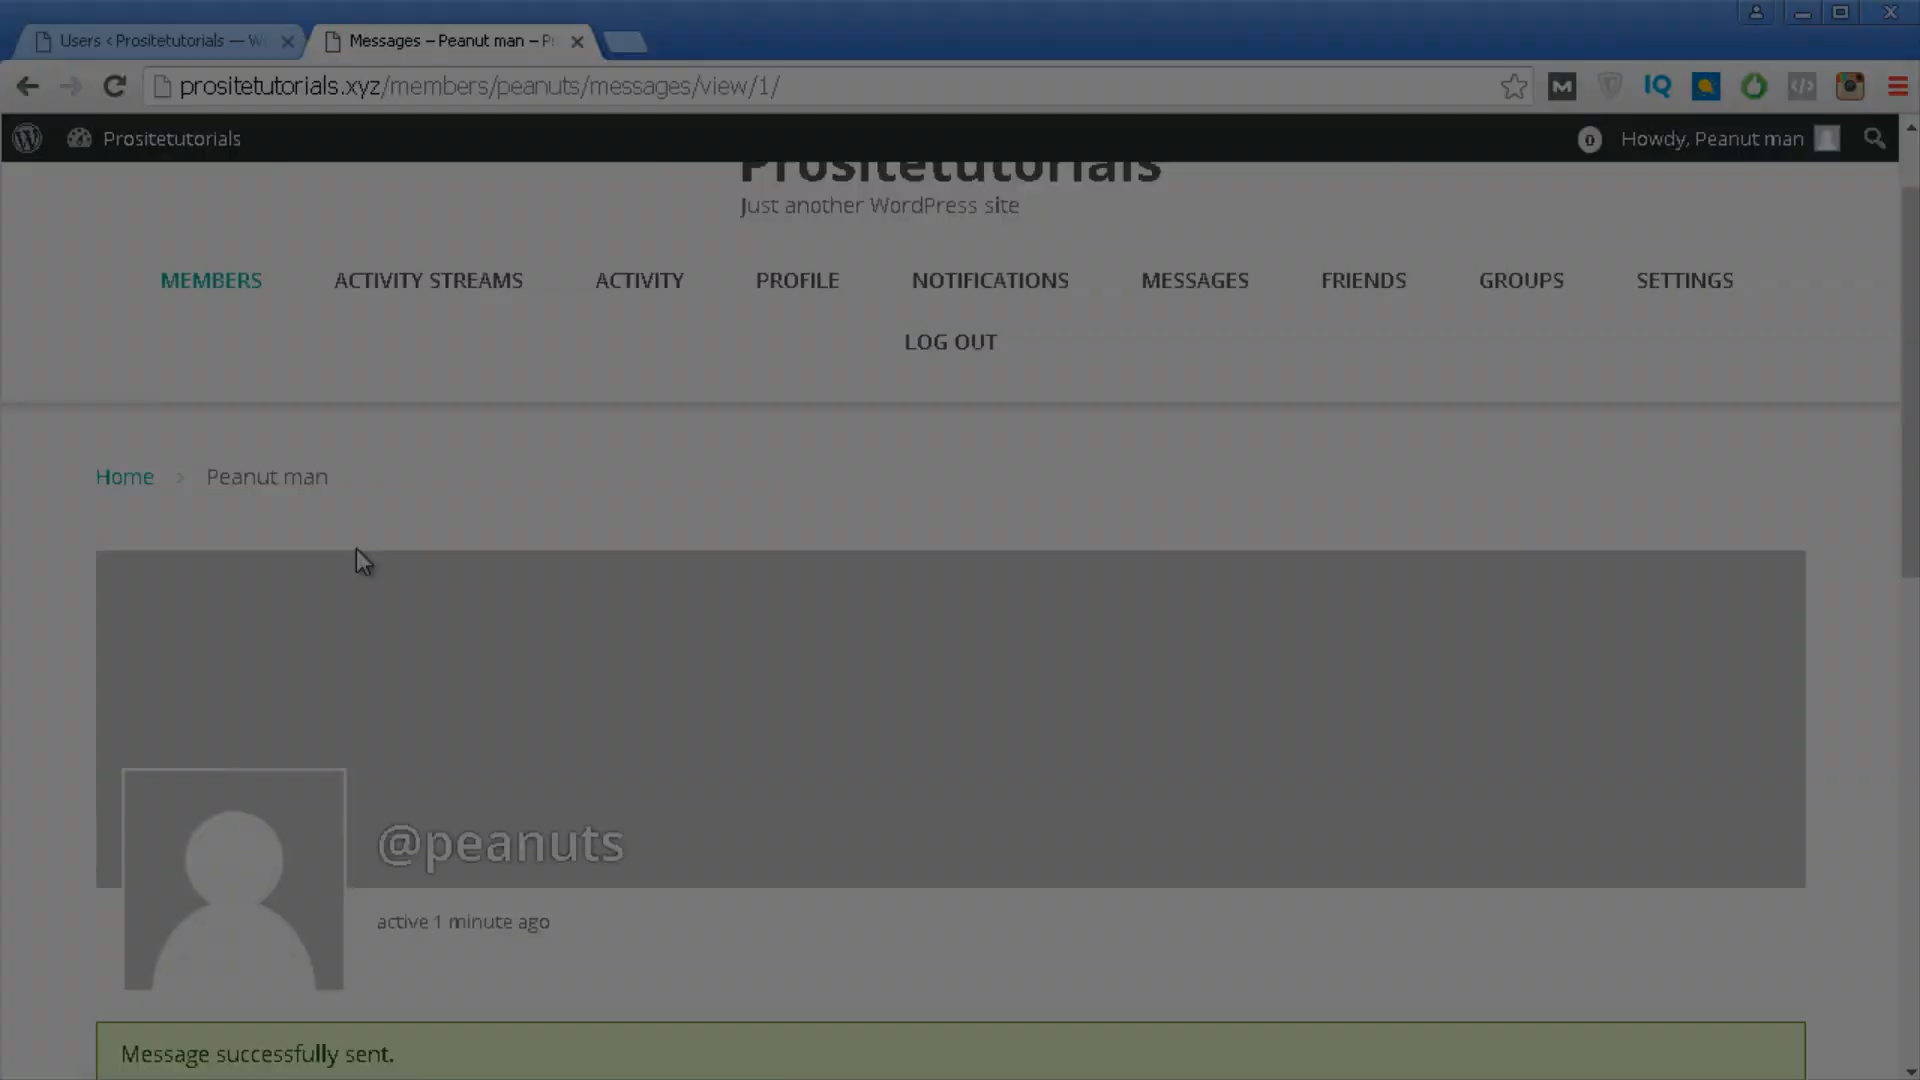 Users < Prositetutorials — W
Messages – Peanut man – P
prositetutorials.xyz/members/peanuts/messages/view/1/
IQ
Prositetutorials
0
Howdy, Peanut man
Prositetutorials
Just another WordPress site
MEMBERS
ACTIVITY STREAMS
ACTIVITY
PROFILE
NOTIFICATIONS
MESSAGES
FRIENDS
GROUPS
SETTINGS
LOG OUT
Home > Peanut man
@peanuts
active 1 minute ago
Message successfully sent.